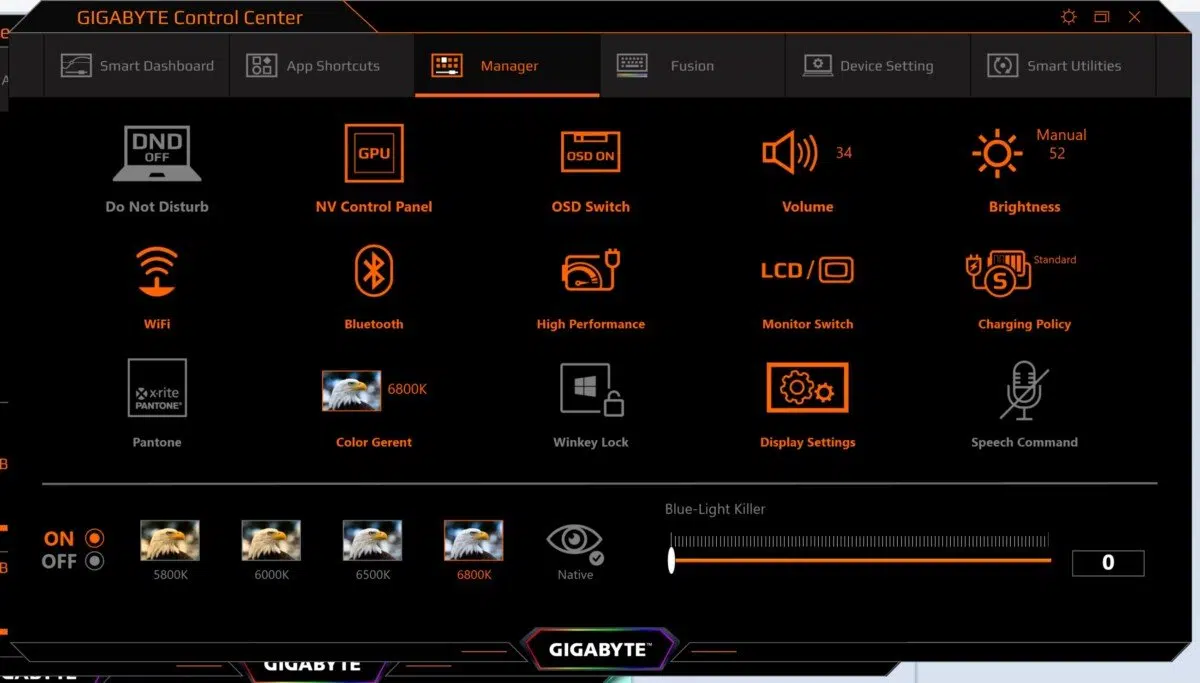 GIGABYTE Control Center
Smart Dashboard
App Shortcuts
Manager
Fusion
Device Setting
Smart Utilities
DND
OFF
Do Not Disturb
GPU
NV Control Panel
OSD ON
OSD Switch
34
Volume
Manual
52
Brightness
WiFi
Bluetooth
High Performance
LCD /
Monitor Switch
S
Standard
Charging Policy
x·rite
PANTONE®
Pantone
6800K
Color Gerent
Winkey Lock
Display Settings
Speech Command
ON
OFF
5800K
6000K
6500K
6800K
Native
Blue-Light Killer
0
GIGABYTE™
GIGABYTE